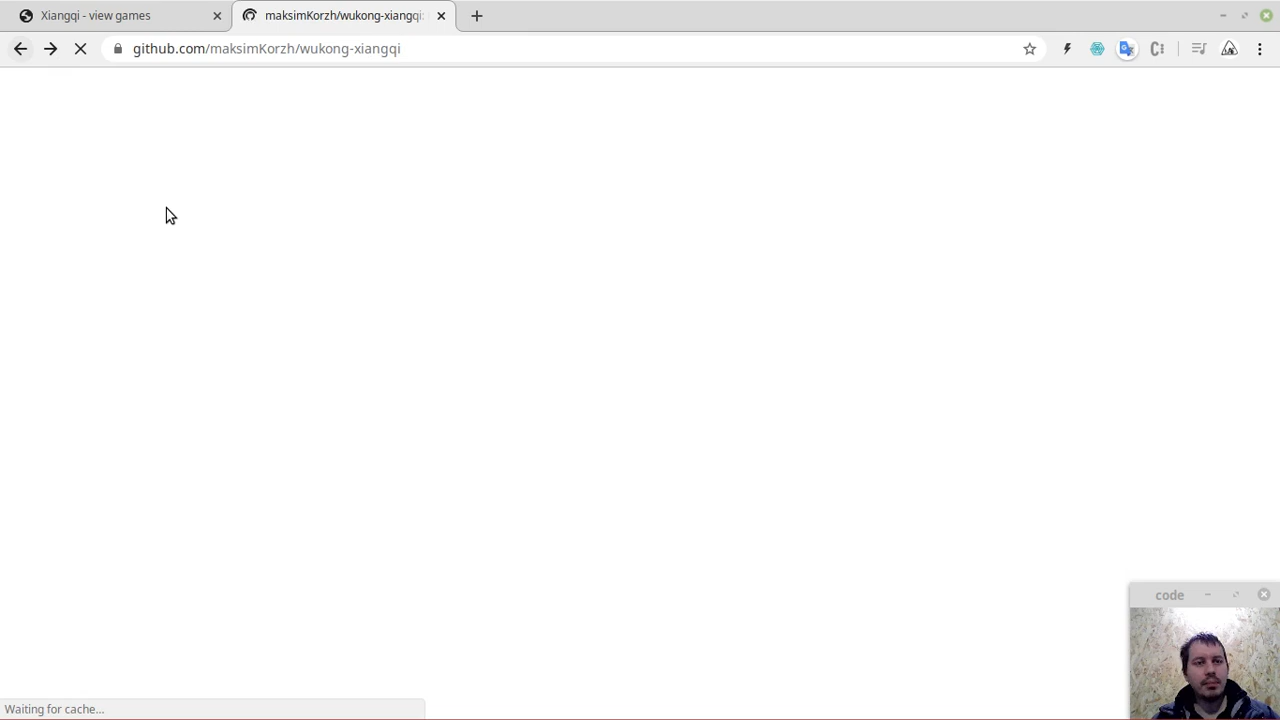 Xiangqi - view games
maksimKorzh/wukong-xiangqi:
github.com/maksimKorzh/wukong-xiangqi
code
Waiting for cache...